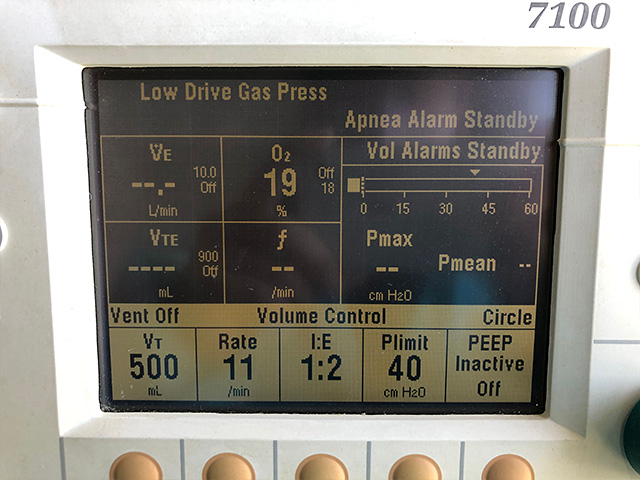 7100
Low Drive Gas Press
Apnea Alarm Standby
V̇E
10.0
--.-
Off
L/min
O₂
Off
19
18
%
Vol Alarms Standby
0 15 30 45 60
VTE
900
----
Off
mL
f
--
/min
Pmax
--
cm H₂O
Pmean --
Vent Off Volume Control Circle
VT
500
mL
Rate
11
/min
I:E
1:2
Plimit
40
cm H₂O
PEEP
Inactive
Off